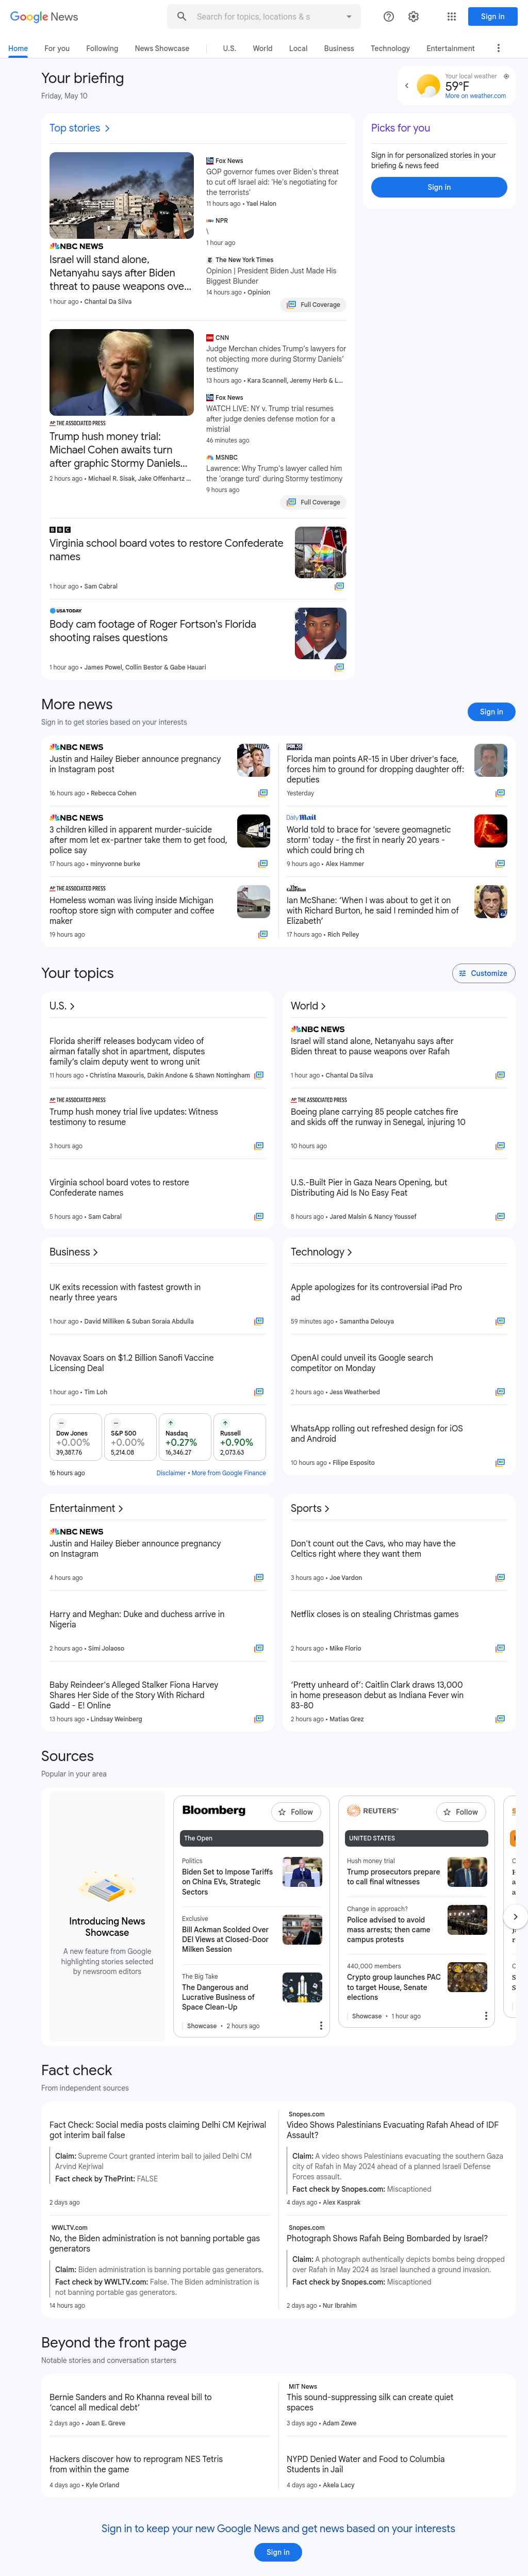 Google News
Search for topics, locations & s
Sign in
Home
For you
Following
News Showcase
U.S.
World
Local
Business
Technology
Entertainment
Your briefing
Friday, May 10
Your local weather
59°F
More on weather.com
Top stories
NBC NEWS
Israel will stand alone,
Netanyahu says after Biden
threat to pause weapons ove...
1 hour ago • Chantal Da Silva
Fox News
GOP governor fumes over Biden's threat
to cut off Israel aid: 'He's negotiating for
the terrorists'
11 hours ago • Yael Halon
NPR
\
1 hour ago
The New York Times
Opinion | President Biden Just Made His
Biggest Blunder
14 hours ago • Opinion
Full Coverage
Picks for you
Sign in for personalized stories in your
briefing & news feed
Sign in
AP THE ASSOCIATED PRESS
Trump hush money trial:
Michael Cohen awaits turn
after graphic Stormy Daniels...
2 hours ago • Michael R. Sisak, Jake Offenhartz ...
CNN
Judge Merchan chides Trump's lawyers for
not objecting more during Stormy Daniels'
testimony
13 hours ago • Kara Scannell, Jeremy Herb & L...
Fox News
WATCH LIVE: NY v. Trump trial resumes
after judge denies defense motion for a
mistrial
46 minutes ago
MSNBC
Lawrence: Why Trump's lawyer called him
the 'orange turd' during Stormy testimony
9 hours ago
Full Coverage
BBC
Virginia school board votes to restore Confederate
names
1 hour ago • Sam Cabral
USA TODAY
Body cam footage of Roger Fortson's Florida
shooting raises questions
1 hour ago • James Powel, Collin Bestor & Gabe Hauari
More news
Sign in to get stories based on your interests
Sign in
NBC NEWS
Justin and Hailey Bieber announce pregnancy
in Instagram post
16 hours ago • Rebecca Cohen
FOX 35
Florida man points AR-15 in Uber driver's face,
forces him to ground for dropping daughter off:
deputies
Yesterday
NBC NEWS
3 children killed in apparent murder-suicide
after mom let ex-partner take them to get food,
police say
17 hours ago • minyvonne burke
Daily Mail
World told to brace for 'severe geomagnetic
storm' today - the first in nearly 20 years -
which could bring ch
9 hours ago • Alex Hammer
AP THE ASSOCIATED PRESS
Homeless woman was living inside Michigan
rooftop store sign with computer and coffee
maker
19 hours ago
The Guardian
Ian McShane: 'When I was about to get it on
with Richard Burton, he said I reminded him of
Elizabeth'
17 hours ago • Rich Pelley
Your topics
Customize
U.S.
Florida sheriff releases bodycam video of
airman fatally shot in apartment, disputes
family's claim deputy went to wrong unit
11 hours ago • Christina Maxouris, Dakin Andone & Shawn Nottingham
AP THE ASSOCIATED PRESS
Trump hush money trial live updates: Witness
testimony to resume
3 hours ago
Virginia school board votes to restore
Confederate names
5 hours ago • Sam Cabral
World
NBC NEWS
Israel will stand alone, Netanyahu says after
Biden threat to pause weapons over Rafah
1 hour ago • Chantal Da Silva
AP THE ASSOCIATED PRESS
Boeing plane carrying 85 people catches fire
and skids off the runway in Senegal, injuring 10
10 hours ago
U.S.-Built Pier in Gaza Nears Opening, but
Distributing Aid Is No Easy Feat
8 hours ago • Jared Malsin & Nancy Youssef
Business
UK exits recession with fastest growth in
nearly three years
1 hour ago • David Milliken & Suban Soraia Abdulla
Novavax Soars on $1.2 Billion Sanofi Vaccine
Licensing Deal
1 hour ago • Tim Loh
Dow Jones
+0.00%
39,387.76
S&P 500
+0.00%
5,214.08
Nasdaq
+0.27%
16,346.27
Russell
+0.90%
2,073.63
16 hours ago
Disclaimer • More from Google Finance
Technology
Apple apologizes for its controversial iPad Pro
ad
59 minutes ago • Samantha Delouya
OpenAI could unveil its Google search
competitor on Monday
2 hours ago • Jess Weatherbed
WhatsApp rolling out refreshed design for iOS
and Android
10 hours ago • Filipe Esposito
Entertainment
NBC NEWS
Justin and Hailey Bieber announce pregnancy
on Instagram
4 hours ago
Harry and Meghan: Duke and duchess arrive in
Nigeria
2 hours ago • Simi Jolaoso
Baby Reindeer's Alleged Stalker Fiona Harvey
Shares Her Side of the Story With Richard
Gadd - E! Online
13 hours ago • Lindsay Weinberg
Sports
Don't count out the Cavs, who may have the
Celtics right where they want them
3 hours ago • Joe Vardon
Netflix closes is on stealing Christmas games
2 hours ago • Mike Florio
'Pretty unheard of': Caitlin Clark draws 13,000
in home preseason debut as Indiana Fever win
83-80
2 hours ago • Matias Grez
Sources
Popular in your area
Introducing News
Showcase
A new feature from Google
highlighting stories selected
by newsroom editors
Bloomberg
Follow
The Open
Politics
Biden Set to Impose Tariffs
on China EVs, Strategic
Sectors
Exclusive
Bill Ackman Scolded Over
DEI Views at Closed-Door
Milken Session
The Big Take
The Dangerous and
Lucrative Business of
Space Clean-Up
Showcase • 2 hours ago
REUTERS
Follow
UNITED STATES
Hush money trial
Trump prosecutors prepare
to call final witnesses
Change in approach?
Police advised to avoid
mass arrests; then came
campus protests
440,000 members
Crypto group launches PAC
to target House, Senate
elections
Showcase • 1 hour ago
Fact check
From independent sources
Fact Check: Social media posts claiming Delhi CM Kejriwal
got interim bail false
Claim: Supreme Court granted interim bail to jailed Delhi CM
Arvind Kejriwal
Fact check by ThePrint: FALSE
2 days ago
Snopes.com
Video Shows Palestinians Evacuating Rafah Ahead of IDF
Assault?
Claim: A video shows Palestinians evacuating the southern Gaza
city of Rafah in May 2024 ahead of a planned Israeli Defense
Forces assault.
Fact check by Snopes.com: Miscaptioned
4 days ago • Alex Kasprak
WWLTV.com
No, the Biden administration is not banning portable gas
generators
Claim: Biden administration is banning portable gas generators.
Fact check by WWLTV.com: False. The Biden administration is
not banning portable gas generators.
14 hours ago
Snopes.com
Photograph Shows Rafah Being Bombarded by Israel?
Claim: A photograph authentically depicts bombs being dropped
over Rafah in May 2024 as Israel launched a ground invasion.
Fact check by Snopes.com: Miscaptioned
2 days ago • Nur Ibrahim
Beyond the front page
Notable stories and conversation starters
Bernie Sanders and Ro Khanna reveal bill to
'cancel all medical debt'
2 days ago • Joan E. Greve
MIT News
This sound-suppressing silk can create quiet
spaces
3 days ago • Adam Zewe
Hackers discover how to reprogram NES Tetris
from within the game
4 days ago • Kyle Orland
NYPD Denied Water and Food to Columbia
Students in Jail
4 days ago • Akela Lacy
Sign in to keep your new Google News and get news based on your interests
Sign in